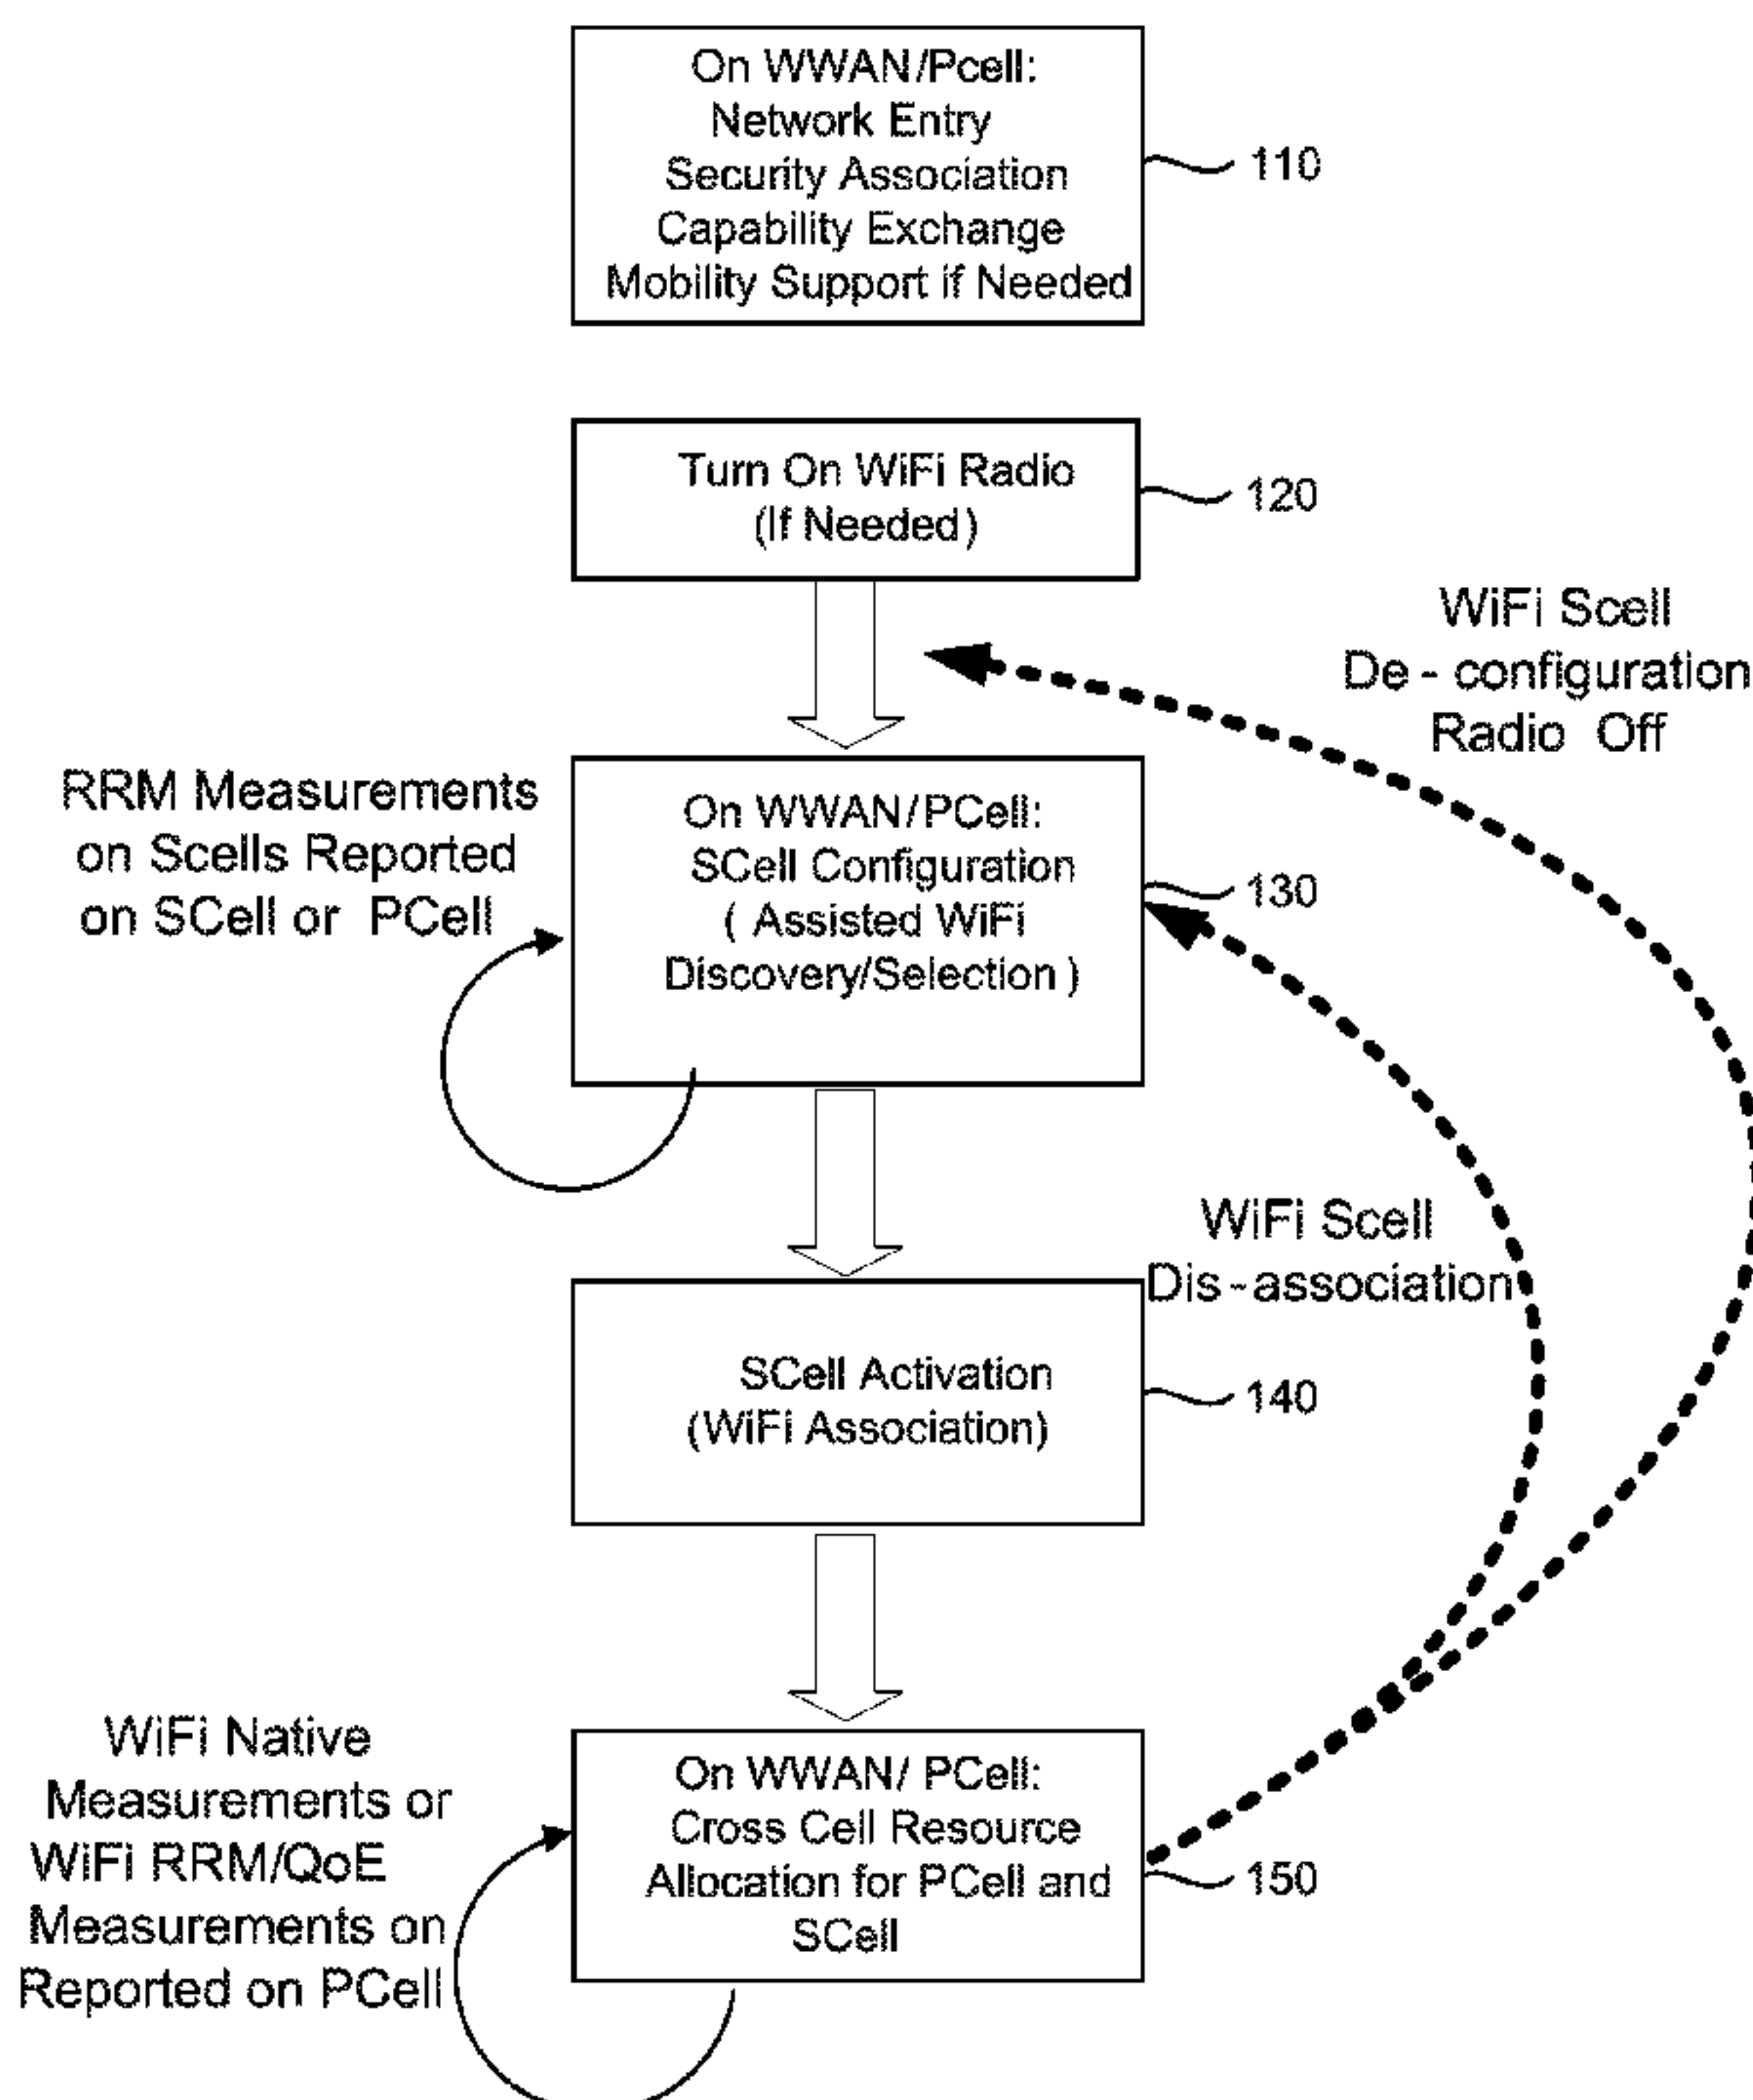 On WWAN/Pcell:
Network Entry
Security Association
Capability Exchange
Mobility Support if Needed
110
Turn On WiFi Radio
(If Needed)
120
WiFi Scell
De - configuration
Radio Off
RRM Measurements
on Scells Reported
on SCell or PCell
On WWAN/PCell:
SCell Configuration
( Assisted WiFi
Discovery/Selection )
130
WiFi Scell
Dis - association
SCell Activation
(WiFi Association)
140
WiFi Native
Measurements or
WiFi RRM/QoE
Measurements on
Reported on PCell
On WWAN/ PCell:
Cross Cell Resource
Allocation for PCell and
SCell
150